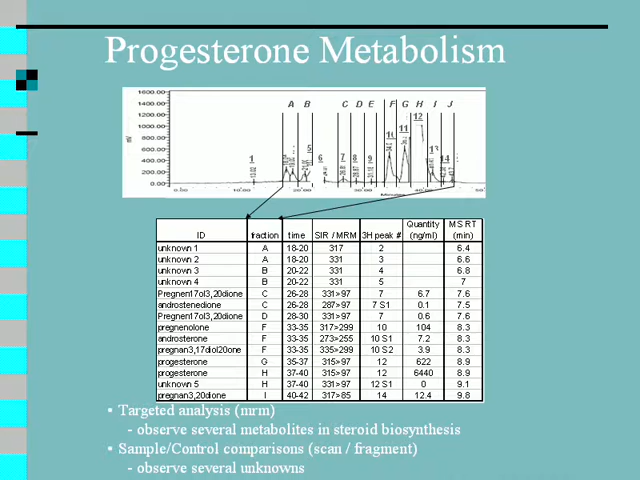 Progesterone Metabolism
1600.00
1400.00
1200.00
1000.00
800.00
600.00
400.00
200.00
0.00
A B C D E F G H I J
1 5 6 7 8 9 10 11 12 13 14
0.00 10.00 20.00
ID fraction time SIR / MRM 3H peak # Quantity (ng/ml) MS RT (min)
unknown 1 A 18-20 317 2 6.4
unknown 2 A 18-20 331 3 6.6
unknown 3 B 20-22 331 4 6.8
unknown 4 B 20-22 331 5 7
Pregnen17ol3,20dione C 26-28 331>97 7 6.7 7.6
androstenedione C 26-28 287>97 7 S1 0.1 7.5
Pregnent17ol3,20dione D 28-30 331>97 7 0.6 7.6
pregnenolone F 33-35 317>299 10 104 8.3
androsterone F 33-35 273>255 10 S1 7.2 8.3
pregnan3,17diol20one F 33-35 335>299 10 S2 3.9 8.3
progesterone G 35-37 315>97 12 622 8.9
progesterone H 37-40 315>97 12 6440 8.9
unknown 5 H 37-40 331>97 12 S1 0 9.1
pregnan3,20dione I 40-42 317>85 14 12.4 9.8
▪ Targeted analysis (mrm)
- observe several metabolites in steroid biosynthesis
▪ Sample/Control comparisons (scan / fragment)
- observe several unknowns